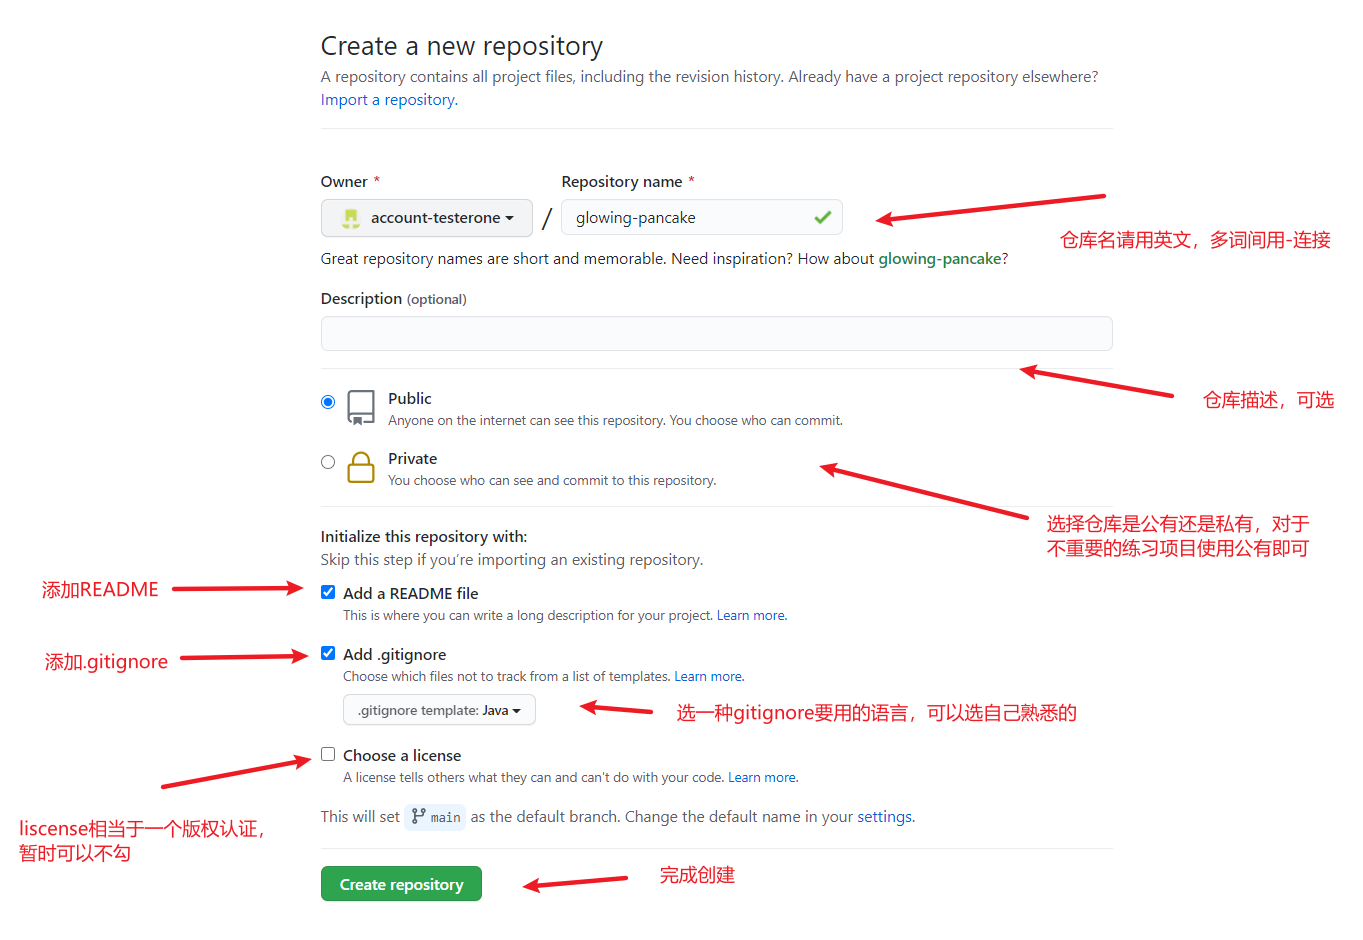 Create a new repository
A repository contains all project files, including the revision history. Already have a project repository elsewhere?
Import a repository.
Owner *
Repository name *
account-testerone
/
glowing-pancake
仓库名请用英文，多词间用-连接
Great repository names are short and memorable. Need inspiration? How about glowing-pancake?
Description (optional)
仓库描述，可选
Public
Anyone on the internet can see this repository. You choose who can commit.
Private
You choose who can see and commit to this repository.
选择仓库是公有还是私有，对于
不重要的练习项目使用公有即可
Initialize this repository with:
Skip this step if you're importing an existing repository.
添加README
Add a README file
This is where you can write a long description for your project. Learn more.
添加.gitignore
Add .gitignore
Choose which files not to track from a list of templates. Learn more.
.gitignore template: Java
选一种gitignore要用的语言，可以选自己熟悉的
Choose a license
A license tells others what they can and can't do with your code. Learn more.
This will set main as the default branch. Change the default name in your settings.
liscense相当于一个版权认证，
暂时可以不勾
Create repository
完成创建